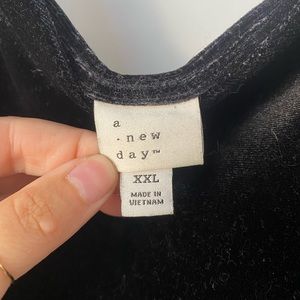 a
· new
day™
XXL
MADE IN
VIETNAM